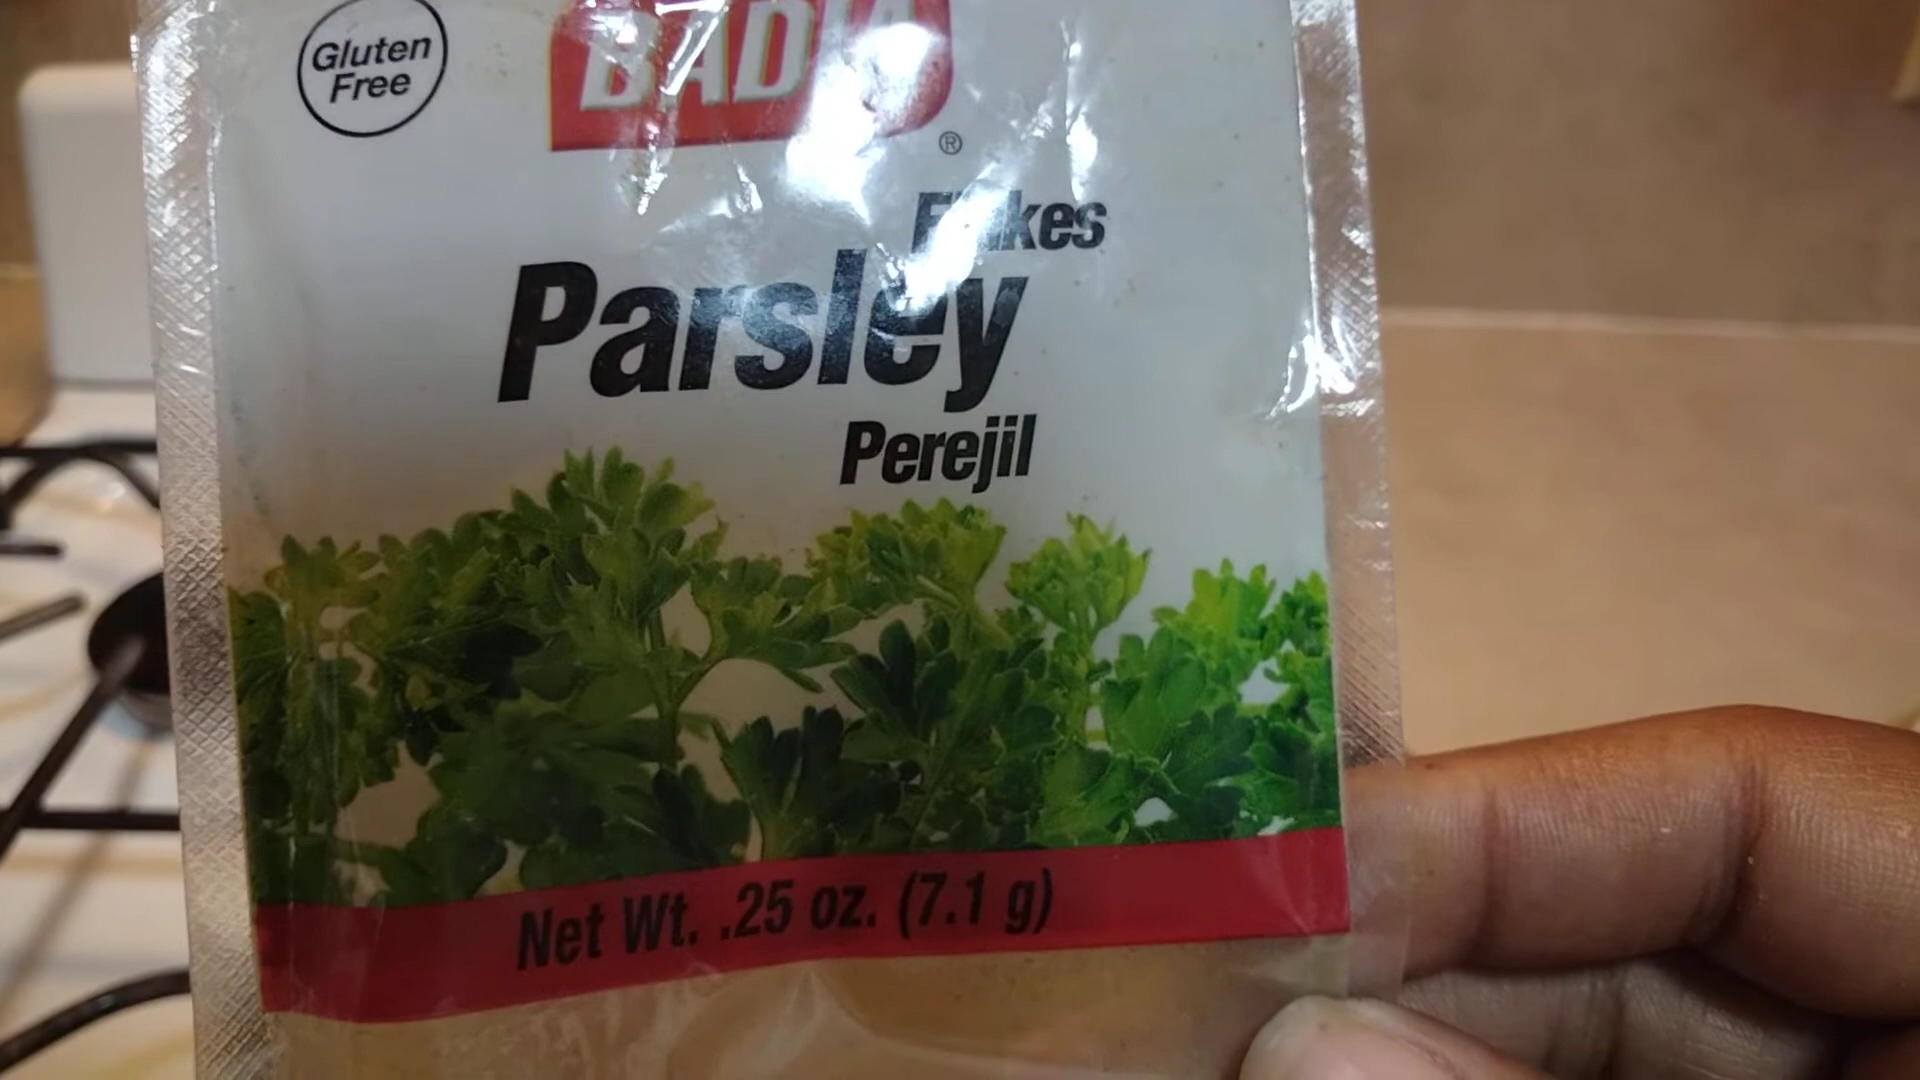 Gluten
Free
BADIA
®
Flakes
Parsley
Perejil
Net Wt. .25 oz. (7.1 g)